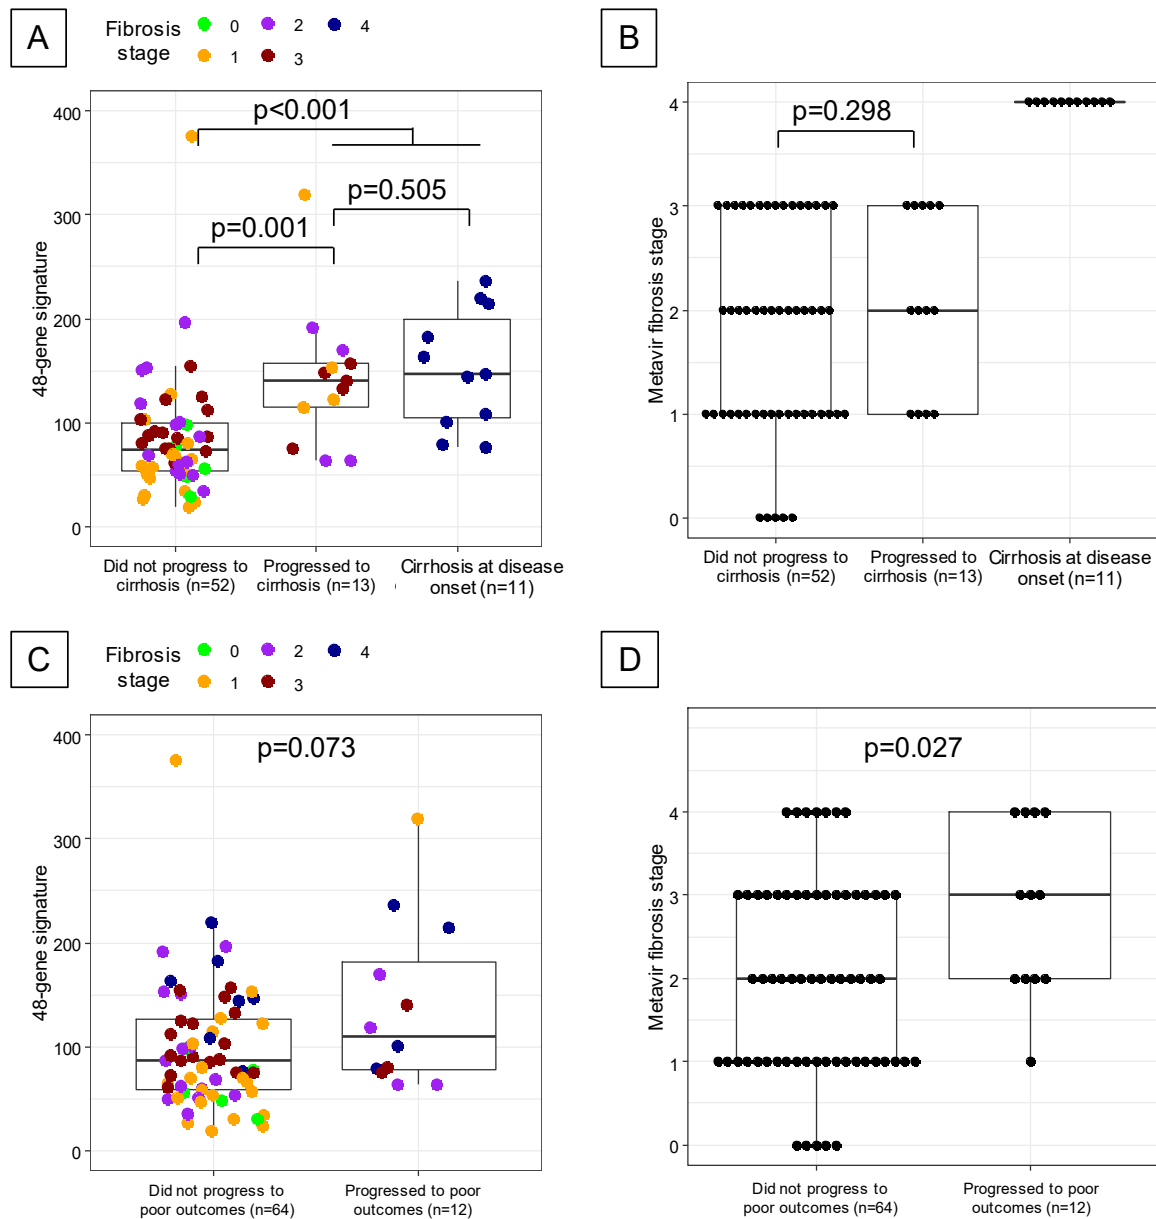 A
Fibrosis
stage
0
2
4
1
3
48-gene signature
400
300
200
100
0
p<0.001
p=0.505
p=0.001
Did not progress to
cirrhosis (n=52)
Progressed to
cirrhosis (n=13)
Cirrhosis at disease
onset (n=11)
B
Metavir fibrosis stage
4
3
2
1
0
p=0.298
Did not progress to
cirrhosis (n=52)
Progressed to
cirrhosis (n=13)
Cirrhosis at disease
onset (n=11)
C
Fibrosis
stage
0
2
4
1
3
48-gene signature
400
300
200
100
0
p=0.073
Did not progress to
poor outcomes (n=64)
Progressed to poor
outcomes (n=12)
D
Metavir fibrosis stage
4
3
2
1
0
p=0.027
Did not progress to
poor outcomes (n=64)
Progressed to poor
outcomes (n=12)